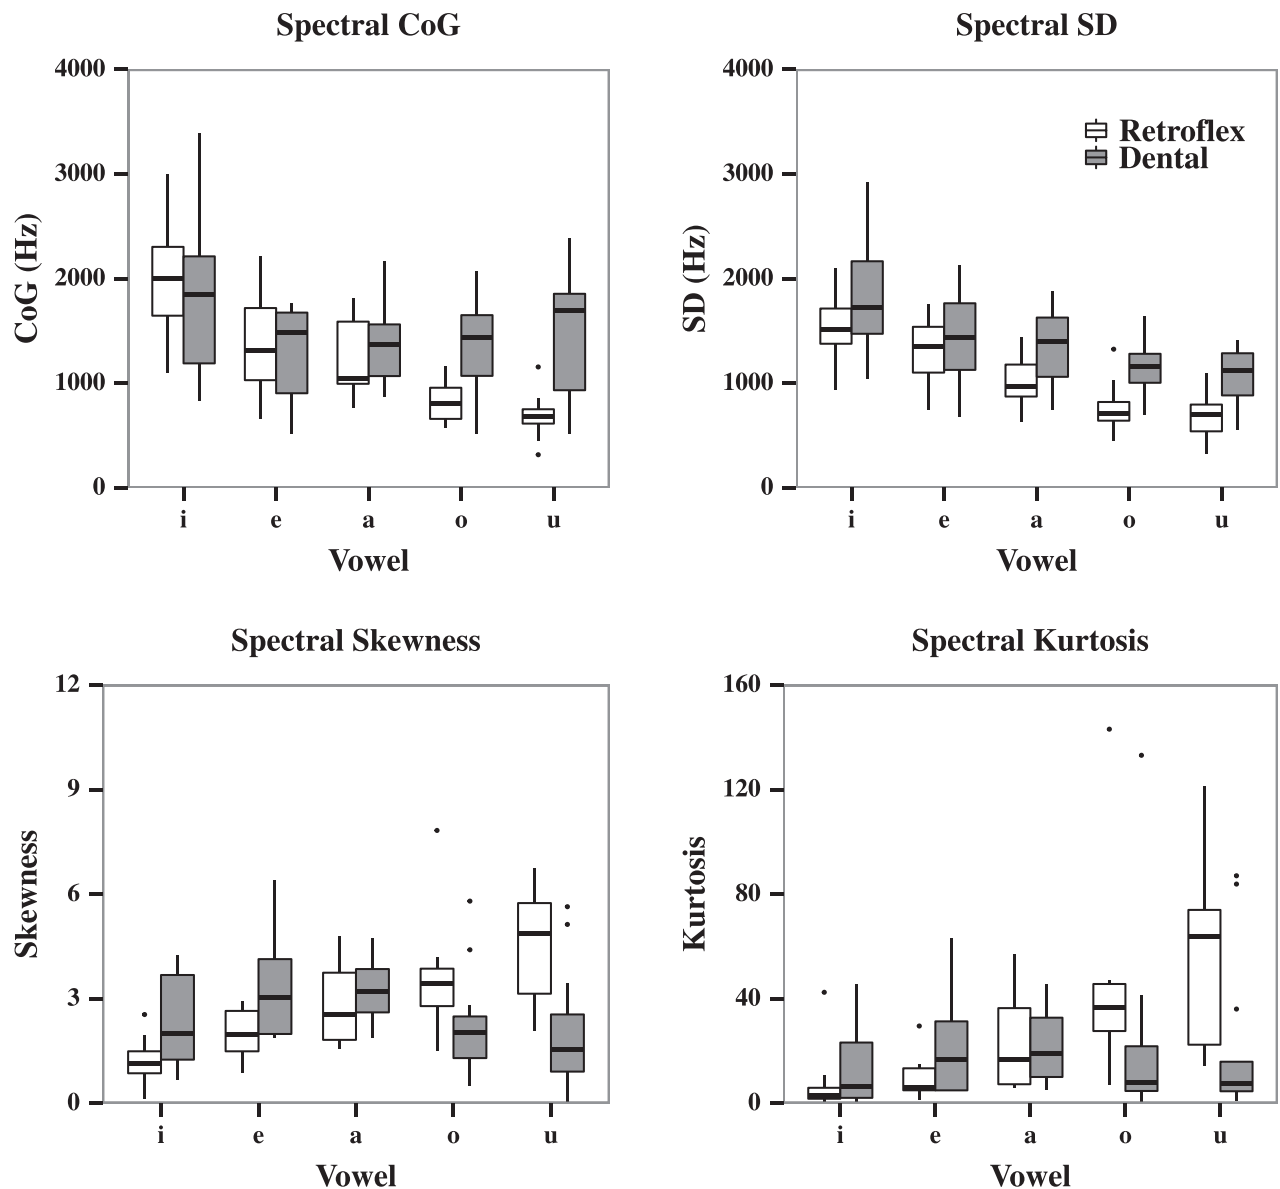 Spectral CoG
4000
3000
2000
1000
0
CoG (Hz)
i e a o u
Vowel
Spectral SD
4000
3000
2000
1000
0
SD (Hz)
Retroflex
Dental
i e a o u
Vowel
Spectral Skewness
12
9
6
3
0
Skewness
i e a o u
Vowel
Spectral Kurtosis
160
120
80
40
0
Kurtosis
i e a o u
Vowel